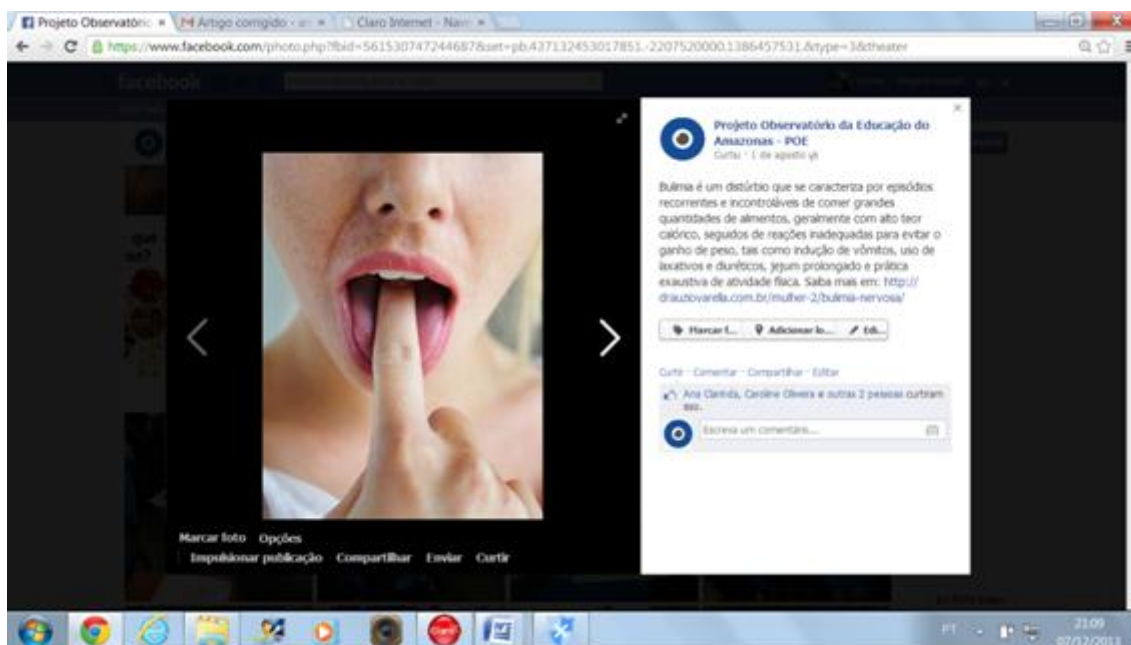 Projeto Observatório
Artigo corrigido
Claro Internet
https://www.facebook.com/photo.php?fbid=561530747244687&set=pb.437132453017851.-2207520000.1386457531.&type=3&theater
facebook
Projeto Observatório da Educação do
Amazonas - POE
Curtiu · 1 de agosto
Bulimia é um distúrbio que se caracteriza por episódios
recorrentes e incontroláveis de comer grandes
quantidades de alimentos, geralmente com alto teor
calórico, seguidos de reações inadequadas para evitar o
ganho de peso, tais como indução de vômitos, uso de
laxativos e diuréticos, jejum prolongado e prática
exaustiva de atividade física. Saiba mais em: http://
drauziovarella.com.br/mulher-2/bulimia-nervosa/
Marcar f... Adicionar lo... Edi...
Curtir · Comentar · Compartilhar · Editar
Ana Clarinda, Caroline Oliveira e outras 2 pessoas curtiram
isso.
Escreva um comentário...
Marcar foto Opções
Impulsionar publicação Compartilhar Enviar Curtir
Claro
PT
21:09
07/12/2013